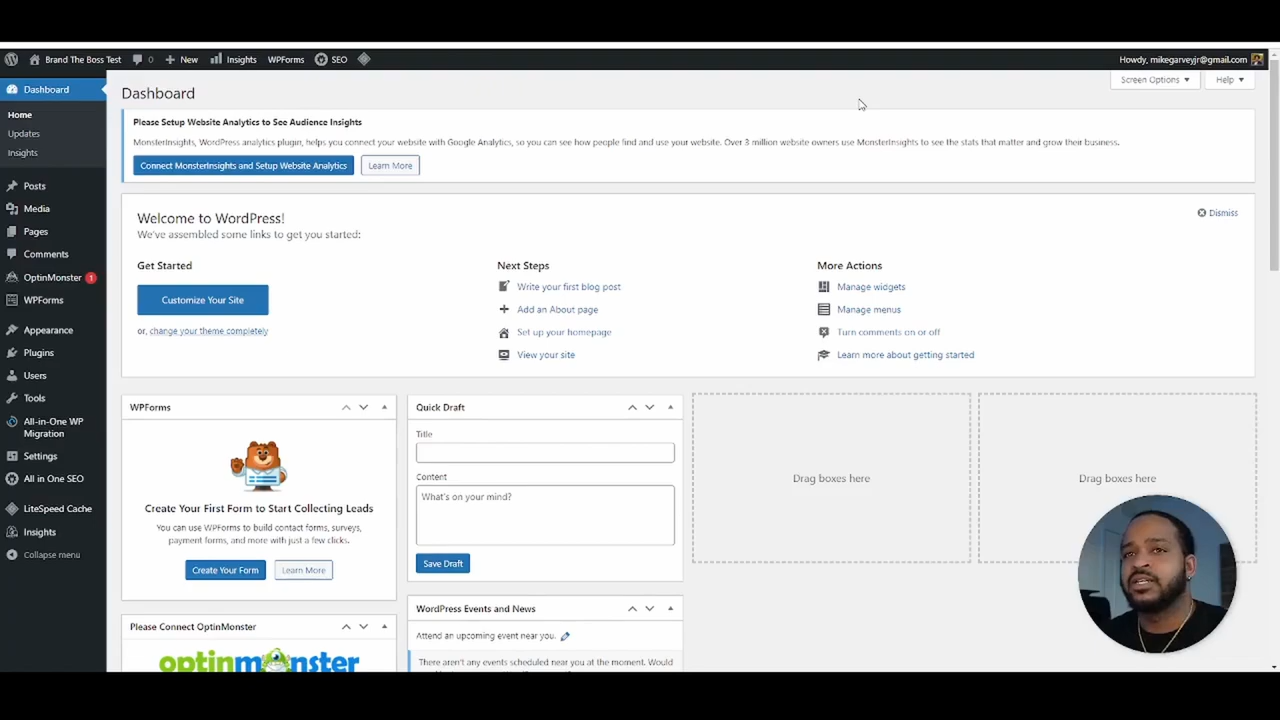 Brand The Boss Test
0
New
Insights
WPForms
SEO
Howdy, mikegarveyjr@gmail.com
Dashboard
Home
Updates
Insights
Posts
Media
Pages
Comments
OptinMonster 1
WPForms
Appearance
Plugins
Users
Tools
All-in-One WP
Migration
Settings
All in One SEO
LiteSpeed Cache
Insights
Collapse menu
Screen Options
Help
Dashboard
Please Setup Website Analytics to See Audience Insights
MonsterInsights, WordPress analytics plugin, helps you connect your website with Google Analytics, so you can see how people find and use your website. Over 3 million website owners use MonsterInsights to see the stats that matter and grow their business.
Connect MonsterInsights and Setup Website Analytics
Learn More
Welcome to WordPress!
We've assembled some links to get you started:
Dismiss
Get Started
Customize Your Site
or, change your theme completely
Next Steps
Write your first blog post
Add an About page
Set up your homepage
View your site
More Actions
Manage widgets
Manage menus
Turn comments on or off
Learn more about getting started
WPForms
Create Your First Form to Start Collecting Leads
You can use WPForms to build contact forms, surveys,
payment forms, and more with just a few clicks.
Create Your Form
Learn More
Please Connect OptinMonster
optinmonster
Quick Draft
Title
Content
What's on your mind?
Save Draft
WordPress Events and News
Attend an upcoming event near you.
There aren't any events scheduled near you at the moment. Would
Drag boxes here
Drag boxes here